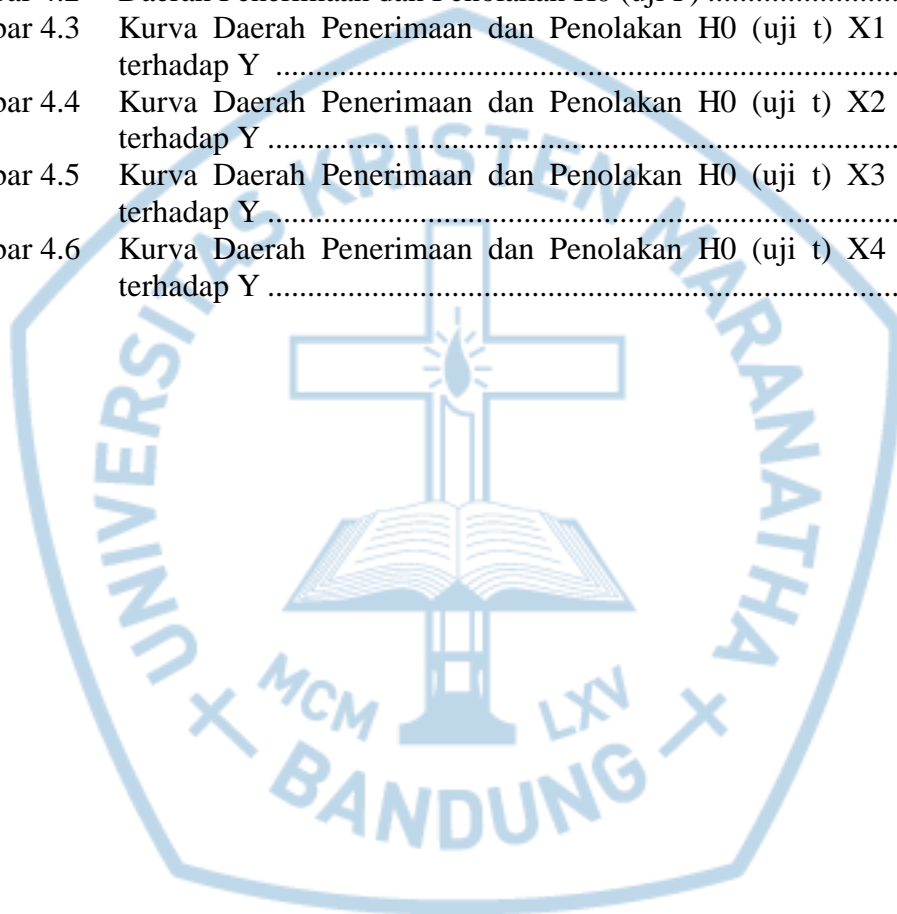 bar 4.2 Daerah Penerimaan dan Penolakan H0 (uji F) ........................
bar 4.3 Kurva Daerah Penerimaan dan Penolakan H0 (uji t) X1
terhadap Y ..................................................................
bar 4.4 Kurva Daerah Penerimaan dan Penolakan H0 (uji t) X2
terhadap Y ..................................................................
bar 4.5 Kurva Daerah Penerimaan dan Penolakan H0 (uji t) X3
terhadap Y ..................................................................
bar 4.6 Kurva Daerah Penerimaan dan Penolakan H0 (uji t) X4
terhadap Y ..................................................................
UNIVERSITAS KRISTEN MARANATHA
MCM LXV
BANDUNG